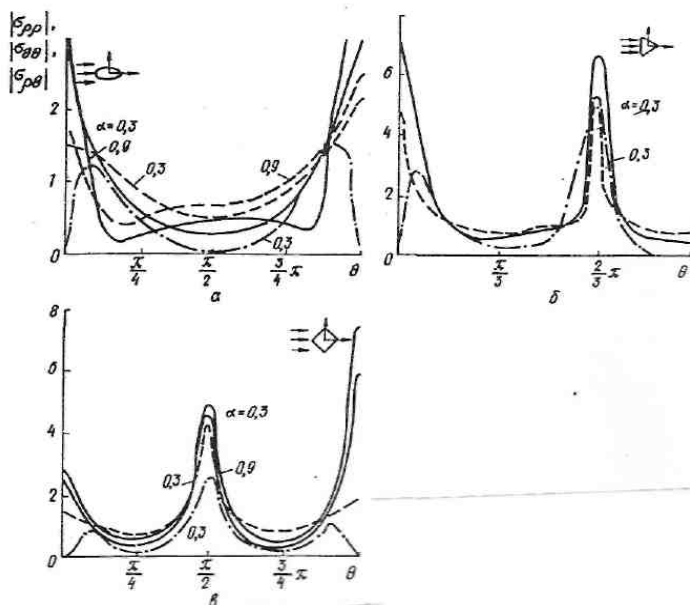 |σρρ|,
|σθθ|,
|σρθ|
2
1
0
α=0,3
0,9
0,3
0,9
0,3
π/4
π/2
3/4 π
θ
а
6
4
2
0
α=0,3
0,3
π/3
2/3 π
θ
б
8
6
4
2
0
α=0,3
0,3
0,9
0,3
π/4
π/2
3/4 π
θ
в